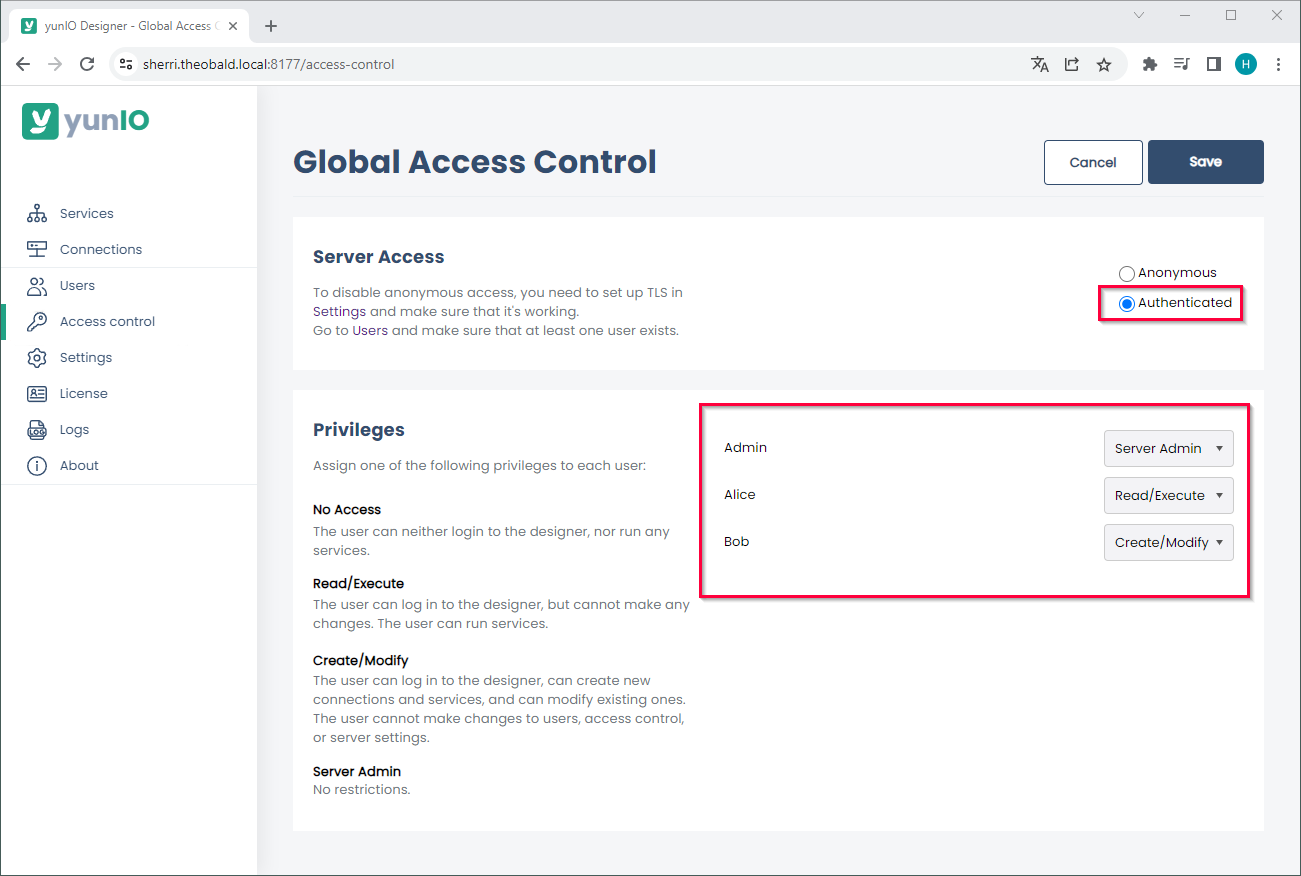 yunIO Designer - Global Access
sherri.theobald.local:8177/access-control
H
yunIO
Services
Connections
Users
Access control
Settings
License
LOG
Logs
About
Global Access Control
Cancel
Save
Server Access
To disable anonymous access, you need to set up TLS in
Settings and make sure that it's working.
Go to Users and make sure that at least one user exists.
Anonymous
Authenticated
Privileges
Assign one of the following privileges to each user:
No Access
The user can neither login to the designer, nor run any
services.
Read/Execute
The user can log in to the designer, but cannot make any
changes. The user can run services.
Create/Modify
The user can log in to the designer, can create new
connections and services, and can modify existing ones.
The user cannot make changes to users, access control,
or server settings.
Server Admin
No restrictions.
Admin
Server Admin
Alice
Read/Execute
Bob
Create/Modify